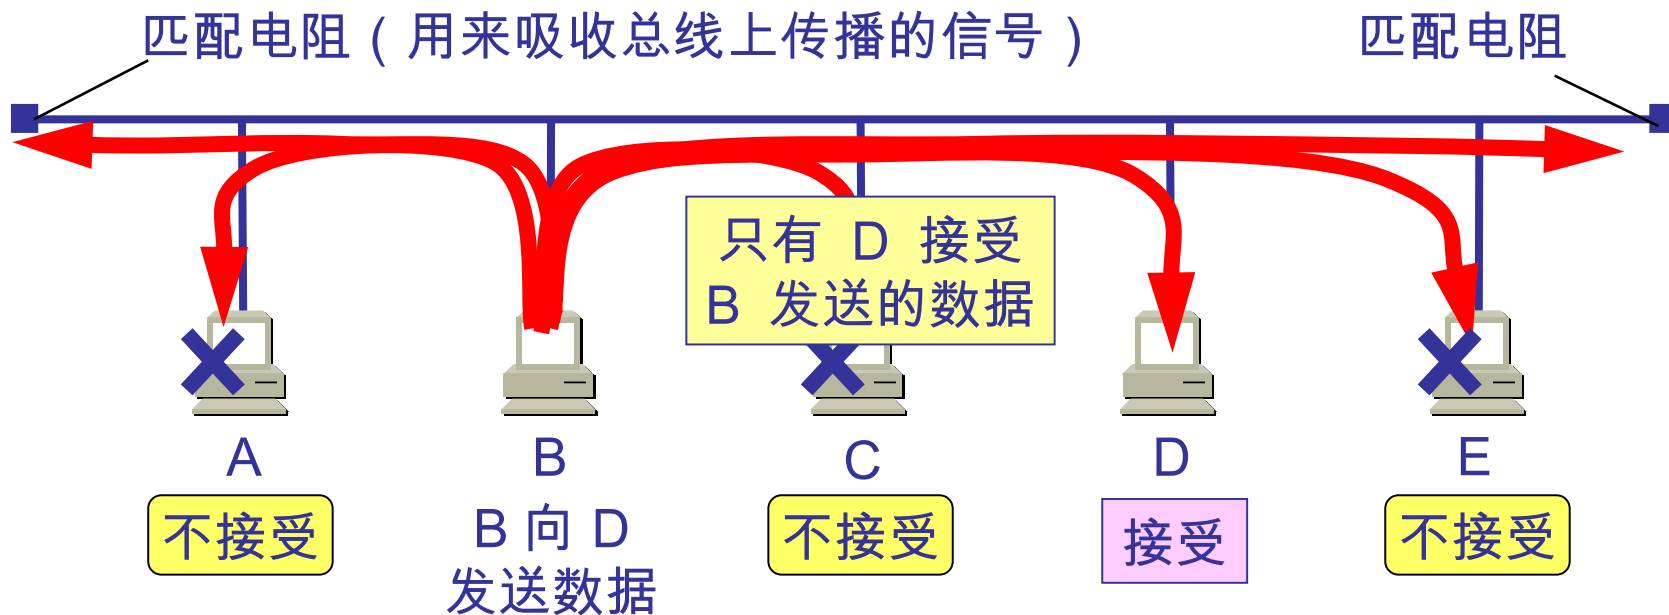 匹配电阻（用来吸收总线上传播的信号）
匹配电阻
只有 D 接受
B 发送的数据
A
B
C
D
E
不接受
B 向 D
发送数据
不接受
接受
不接受